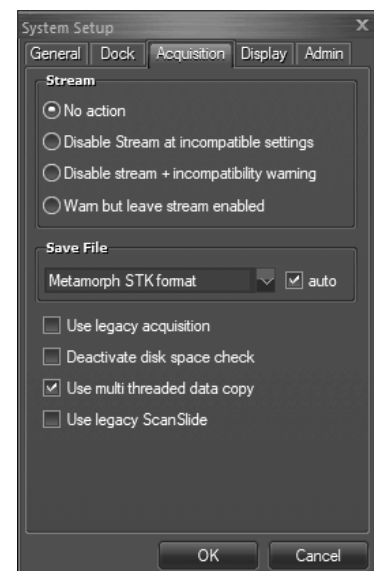 System Setup X
General Dock Acquisition Display Admin
Stream
No action
Disable Stream at incompatible settings
Disable stream + incompatibility warning
Warn but leave stream enabled
Save File
Metamorph STK format auto
Use legacy acquisition
Deactivate disk space check
Use multi threaded data copy
Use legacy ScanSlide
OK Cancel